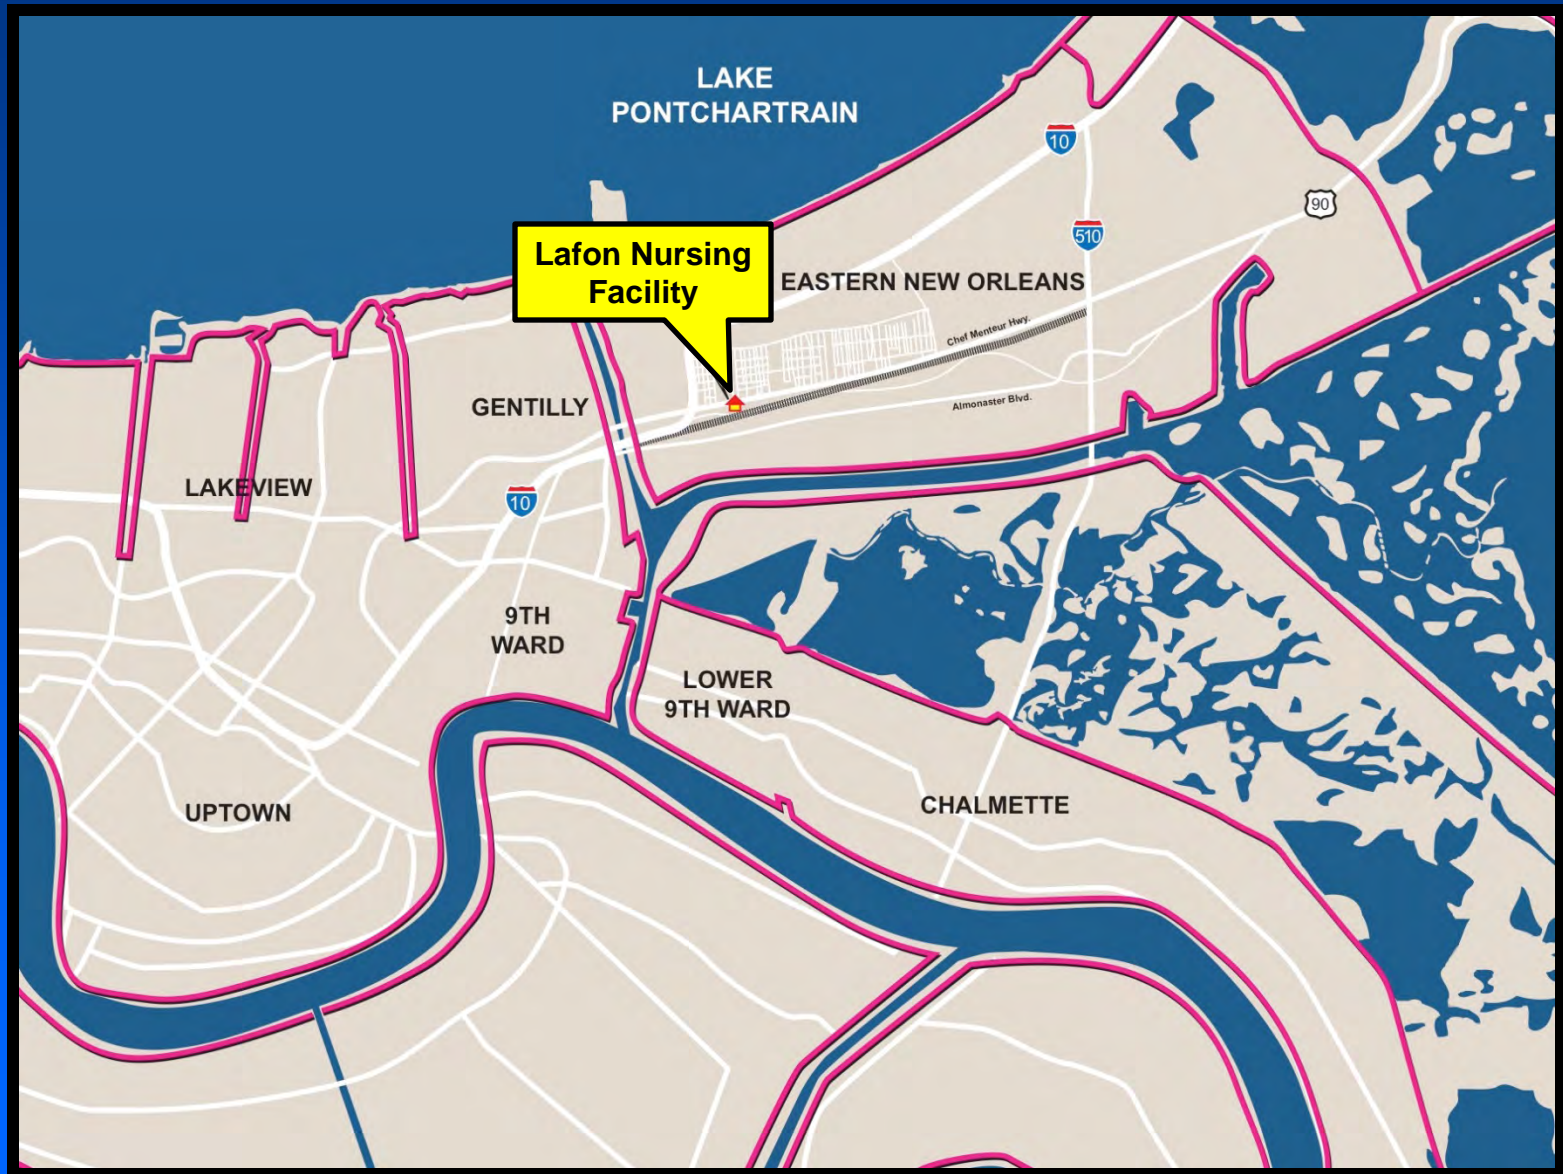 LAKE
PONTCHARTRAIN
10
90
510
Lafon Nursing
Facility
EASTERN NEW ORLEANS
Chef Menteur Hwy.
Almonaster Blvd.
GENTILLY
LAKEVIEW
10
9TH
WARD
LOWER
9TH WARD
UPTOWN
CHALMETTE